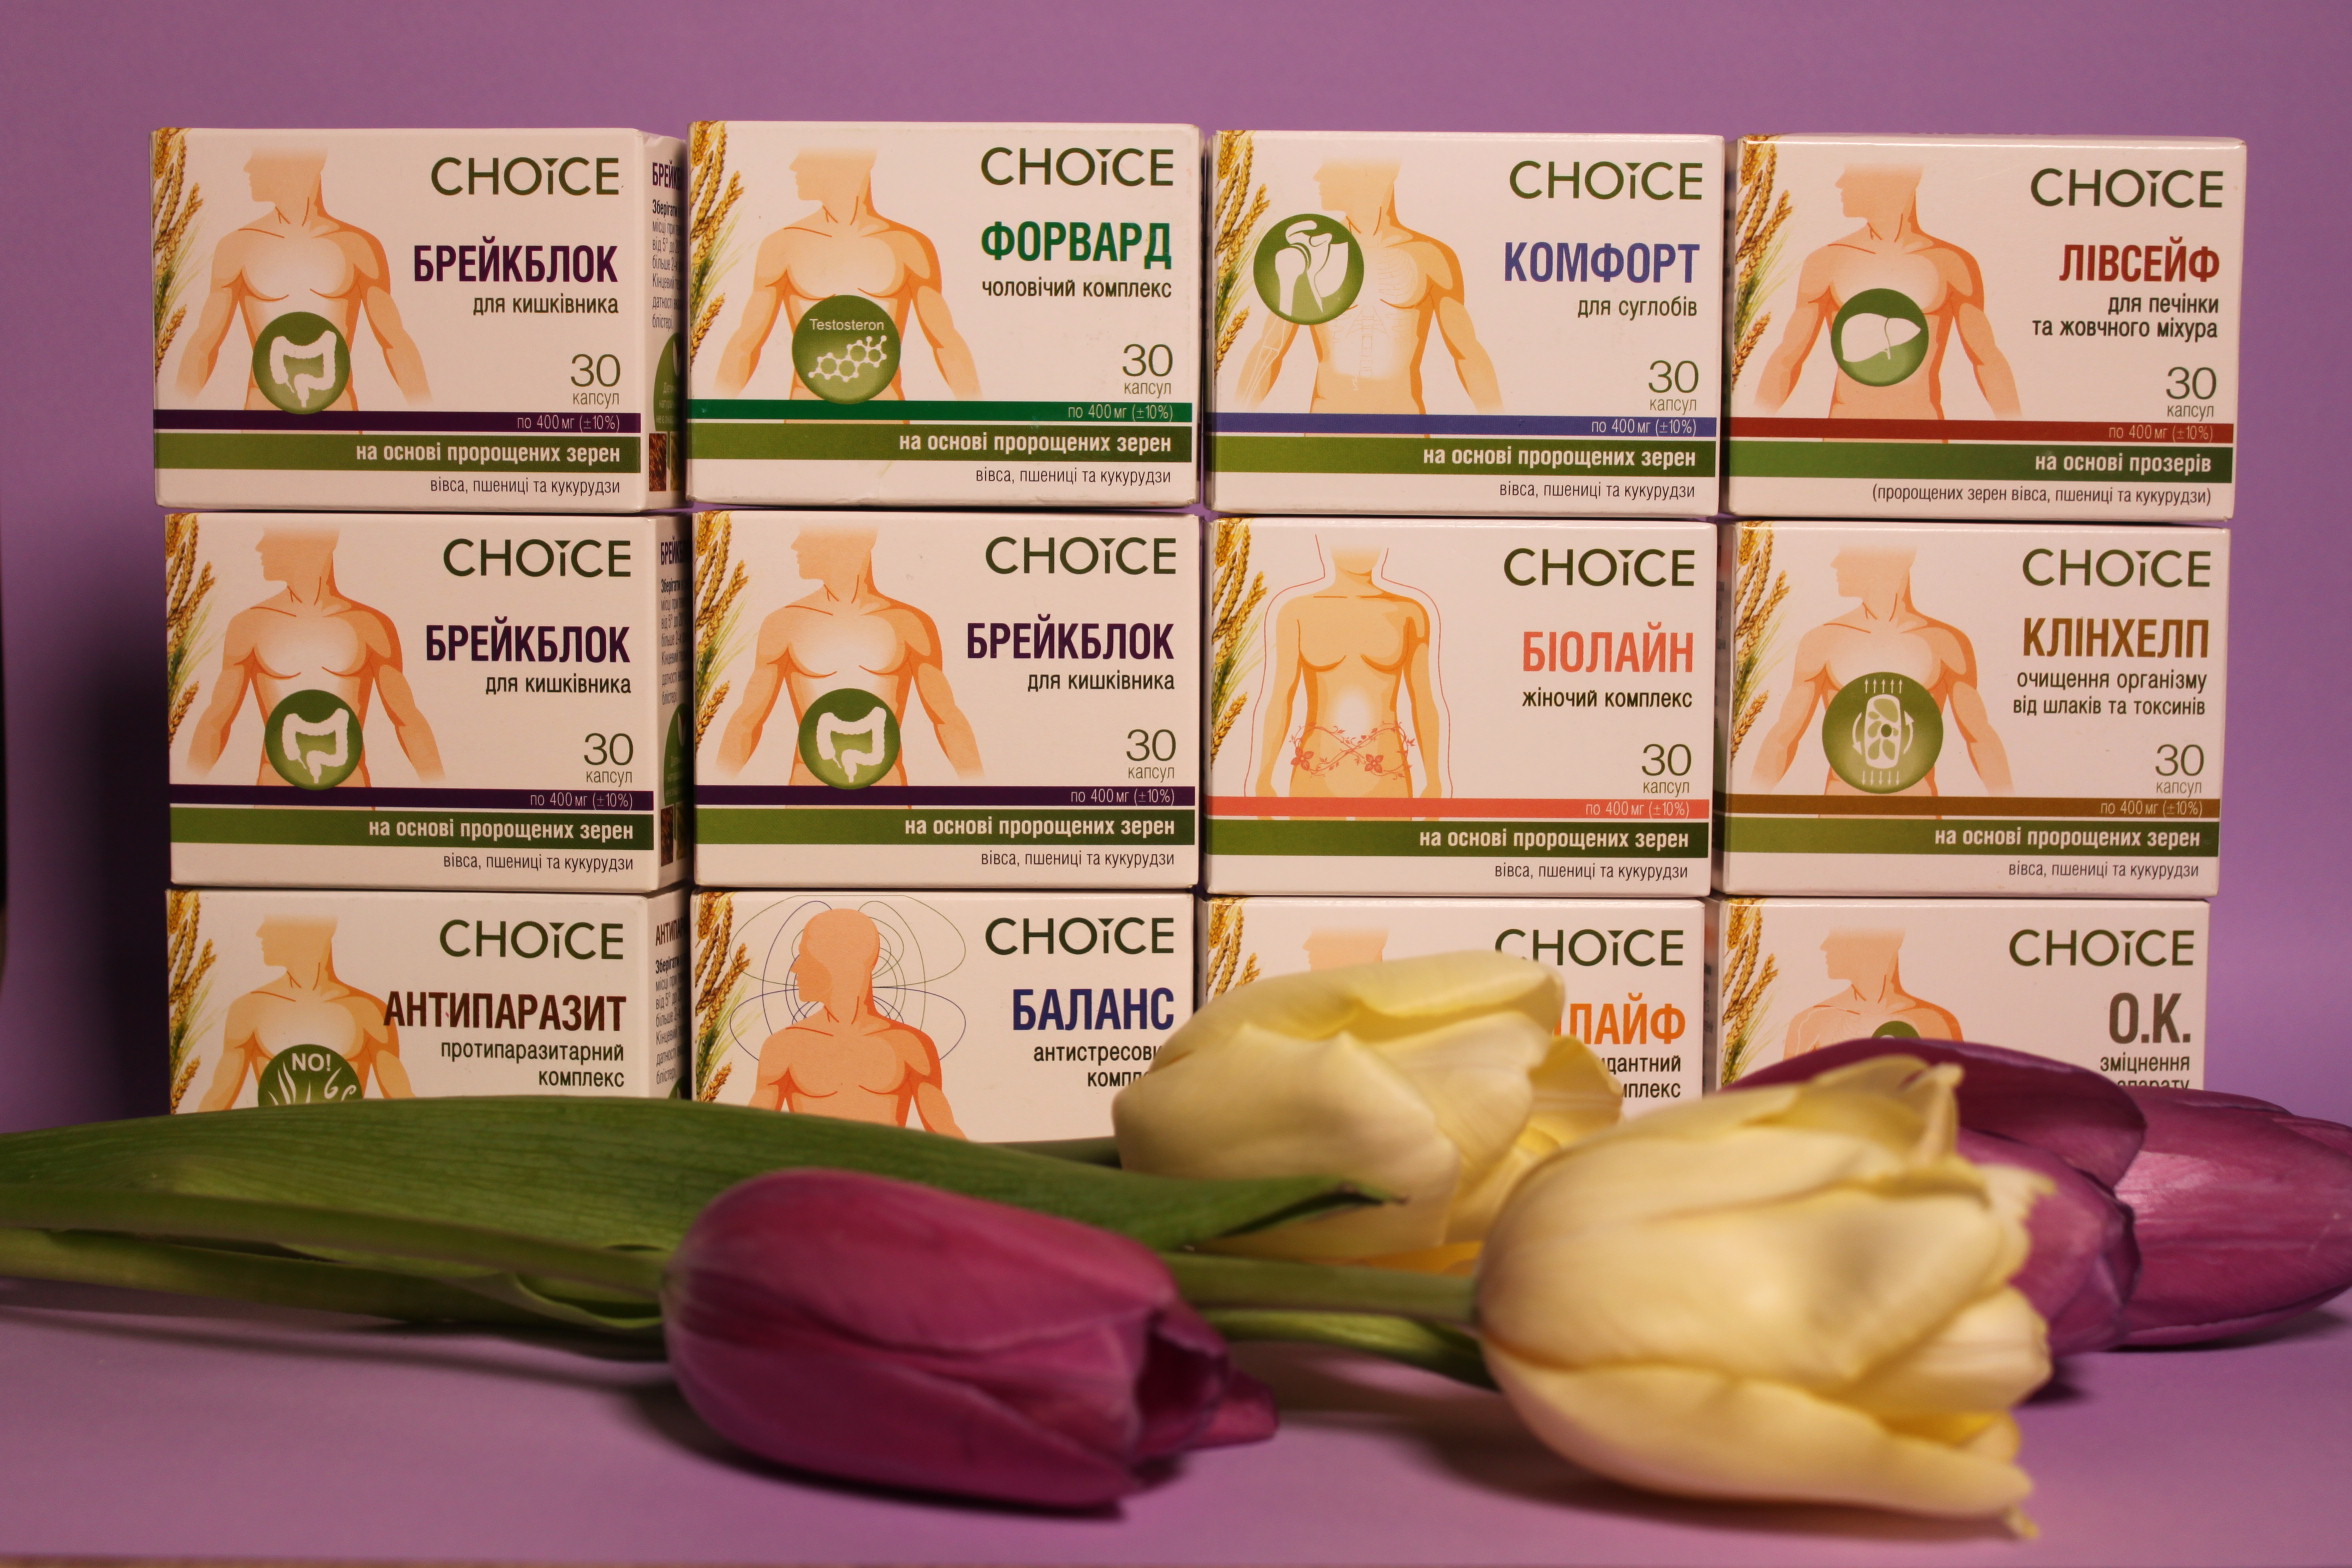 CHOICE
БРЕЙКБЛОК
для кишківника
30
капсул
по 400 мг (±10%)
на основі пророщених зерен
вівса, пшениці та кукурудзи
CHOICE
ФОРВАРД
чоловічий комплекс
Testosteron
30
капсул
по 400 мг (±10%)
на основі пророщених зерен
вівса, пшениці та кукурудзи
CHOICE
КОМФОРТ
для суглобів
30
капсул
по 400 мг (±10%)
на основі пророщених зерен
вівса, пшениці та кукурудзи
CHOICE
ЛІВСЕЙФ
для печінки
та жовчного міхура
30
капсул
по 400 мг (±10%)
на основі прозерів
(пророщених зерен вівса, пшениці та кукурудзи)
CHOICE
БРЕЙКБЛОК
для кишківника
30
капсул
по 400 мг (±10%)
на основі пророщених зерен
вівса, пшениці та кукурудзи
CHOICE
БРЕЙКБЛОК
для кишківника
30
капсул
по 400 мг (±10%)
на основі пророщених зерен
вівса, пшениці та кукурудзи
CHOICE
БІОЛАЙН
жіночий комплекс
30
капсул
по 400 мг (±10%)
на основі пророщених зерен
вівса, пшениці та кукурудзи
CHOICE
КЛІНХЕЛП
очищення організму
від шлаків та токсинів
30
капсул
по 400 мг (±10%)
на основі пророщених зерен
вівса, пшениці та кукурудзи
CHOICE
АНТИПАРАЗИТ
протипаразитарний
комплекс
NO!
CHOICE
БАЛАНС
CHOICE
CHOICE
О.К.
зміцнення